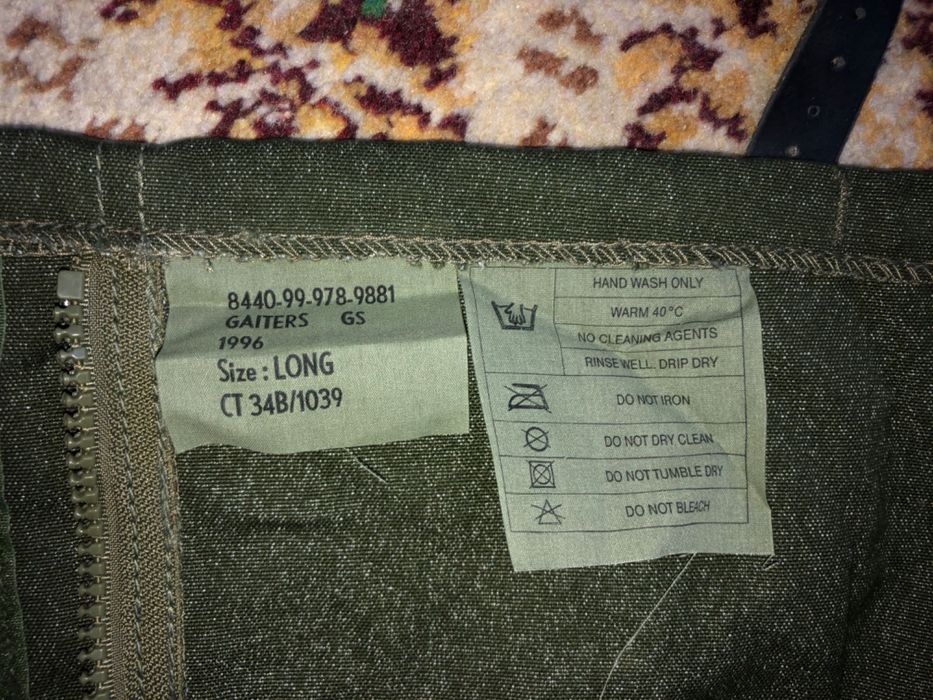 8440-99-978-9881
GAITERS GS
1996
Size : LONG
CT 34B/1039
HAND WASH ONLY
WARM 40°C
NO CLEANING AGENTS
RINSE WELL. DRIP DRY
DO NOT IRON
DO NOT DRY CLEAN
DO NOT TUMBLE DRY
DO NOT BLEACH